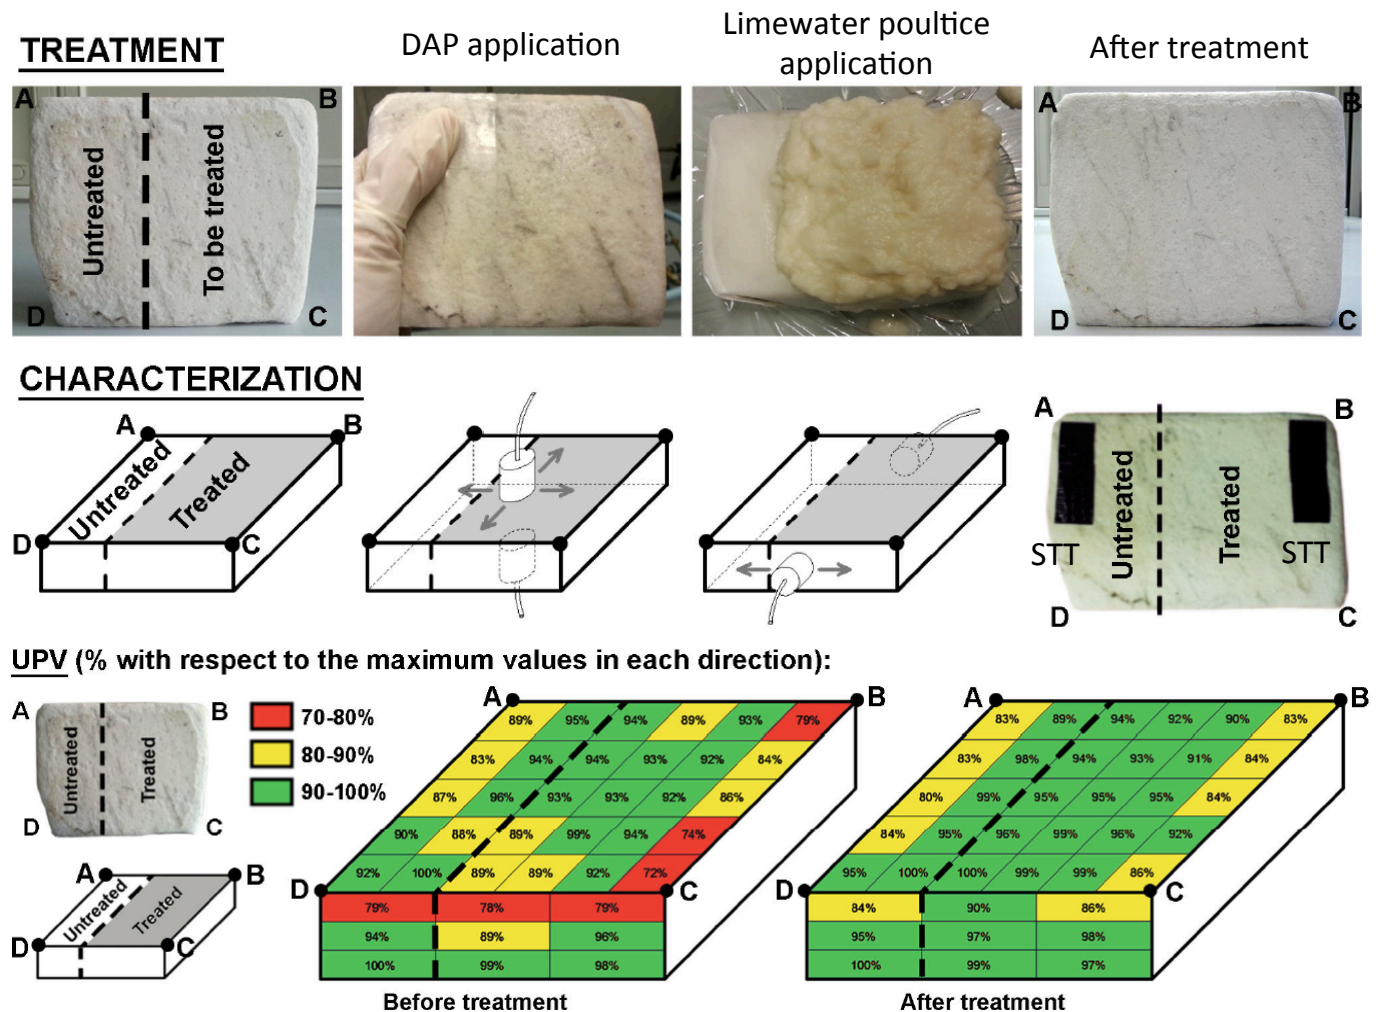 TREATMENT
DAP application
Limewater poultice
application
After treatment
A
B
Untreated
To be treated
D
C
A
B
D
C
CHARACTERIZATION
A
B
Untreated
Treated
D
C
A
B
Untreated
Treated
STT
STT
D
C
UPV (% with respect to the maximum values in each direction):
A
B
Untreated
Treated
D
C
70-80%
80-90%
90-100%
A
B
Untreated
Treated
D
C
A
B
89% 95% 94% 89% 93% 79%
83% 94% 94% 93% 92% 84%
87% 96% 93% 93% 92% 86%
90% 88% 89% 99% 94% 74%
92% 100% 89% 89% 92% 72%
D
C
79% 78% 79%
94% 89% 96%
100% 99% 98%
Before treatment
A
B
83% 89% 94% 92% 90% 83%
83% 98% 94% 93% 91% 84%
80% 99% 95% 95% 95% 84%
84% 95% 96% 99% 96% 92%
95% 100% 100% 99% 99% 86%
D
C
84% 90% 86%
95% 97% 98%
100% 99% 97%
After treatment